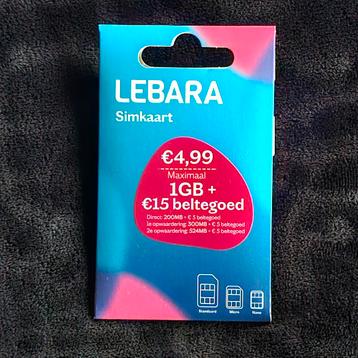 LEBARA
Simkaart
€4,99
Maximaal
1GB +
€15 beltegoed
Direct: 200MB + € 5 beltegoed
1e opwaardering: 300MB + € 5 beltegoed
2e opwaardering: 524MB + € 5 beltegoed
Standaard Micro Nano